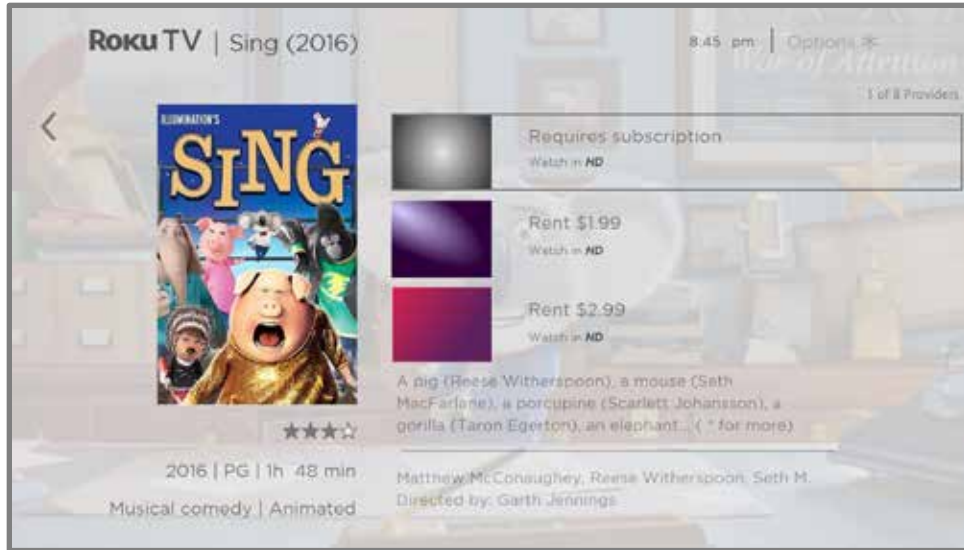 Roku TV | Sing (2016)
8:45 pm | Options *
War of Attrition
1 of 8 Providers
ILLUMINATION'S
SING
Requires subscription
Watch in HD
Rent $1.99
Watch in HD
Rent $2.99
Watch in HD
A pig (Reese Witherspoon), a mouse (Seth
MacFarlane), a porcupine (Scarlett Johansson), a
gorilla (Taron Egerton), an elephant... ( * for more)
2016 | PG | 1h 48 min
Musical comedy | Animated
Matthew McConaughey, Reese Witherspoon, Seth M.
Directed by: Garth Jennings